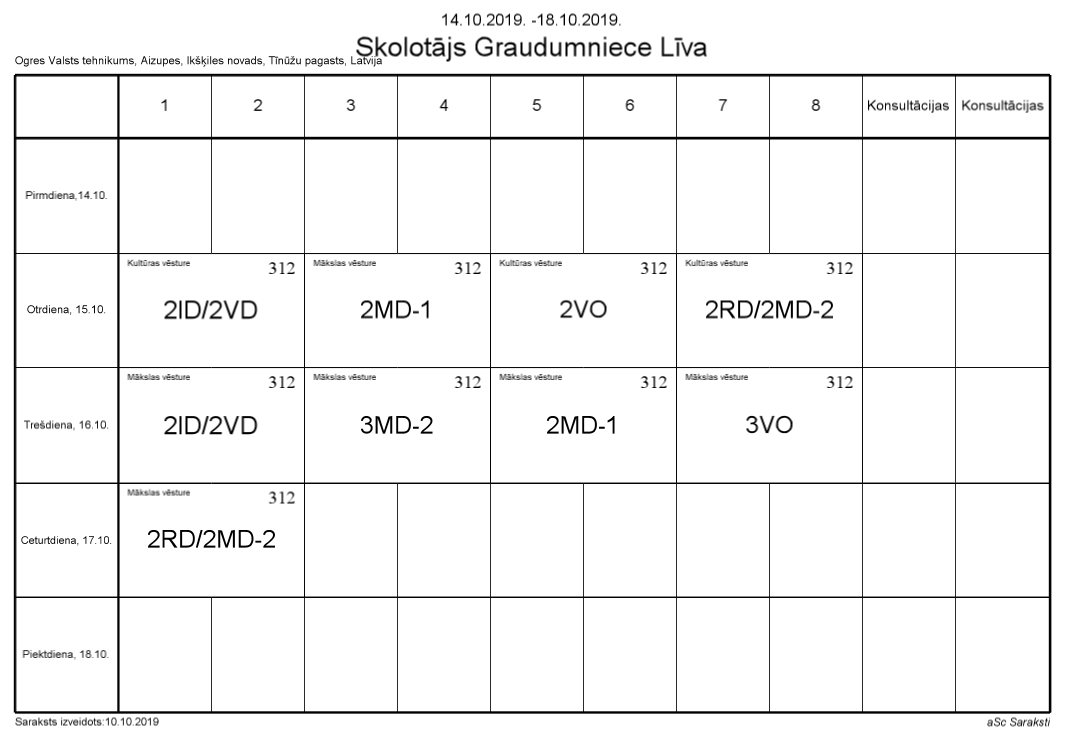 14.10.2019. -18.10.2019.
Skolotājs Graudumniece Līva
Ogres Valsts tehnikums, Aizupes, Ikšķiles novads, Tīnūžu pagasts, Latvija
1 2 3 4 5 6 7 8 Konsultācijas Konsultācijas
Pirmdiena,14.10.
Kultūras vēsture 312 Mākslas vēsture 312 Kultūras vēsture 312 Kultūras vēsture 312
Otrdiena, 15.10. 2ID/2VD 2MD-1 2VO 2RD/2MD-2
Mākslas vēsture 312 Mākslas vēsture 312 Mākslas vēsture 312 Mākslas vēsture 312
Trešdiena, 16.10. 2ID/2VD 3MD-2 2MD-1 3VO
Mākslas vēsture 312
Ceturtdiena, 17.10. 2RD/2MD-2
Piektdiena, 18.10.
Saraksts izveidots:10.10.2019 aSc Saraksti